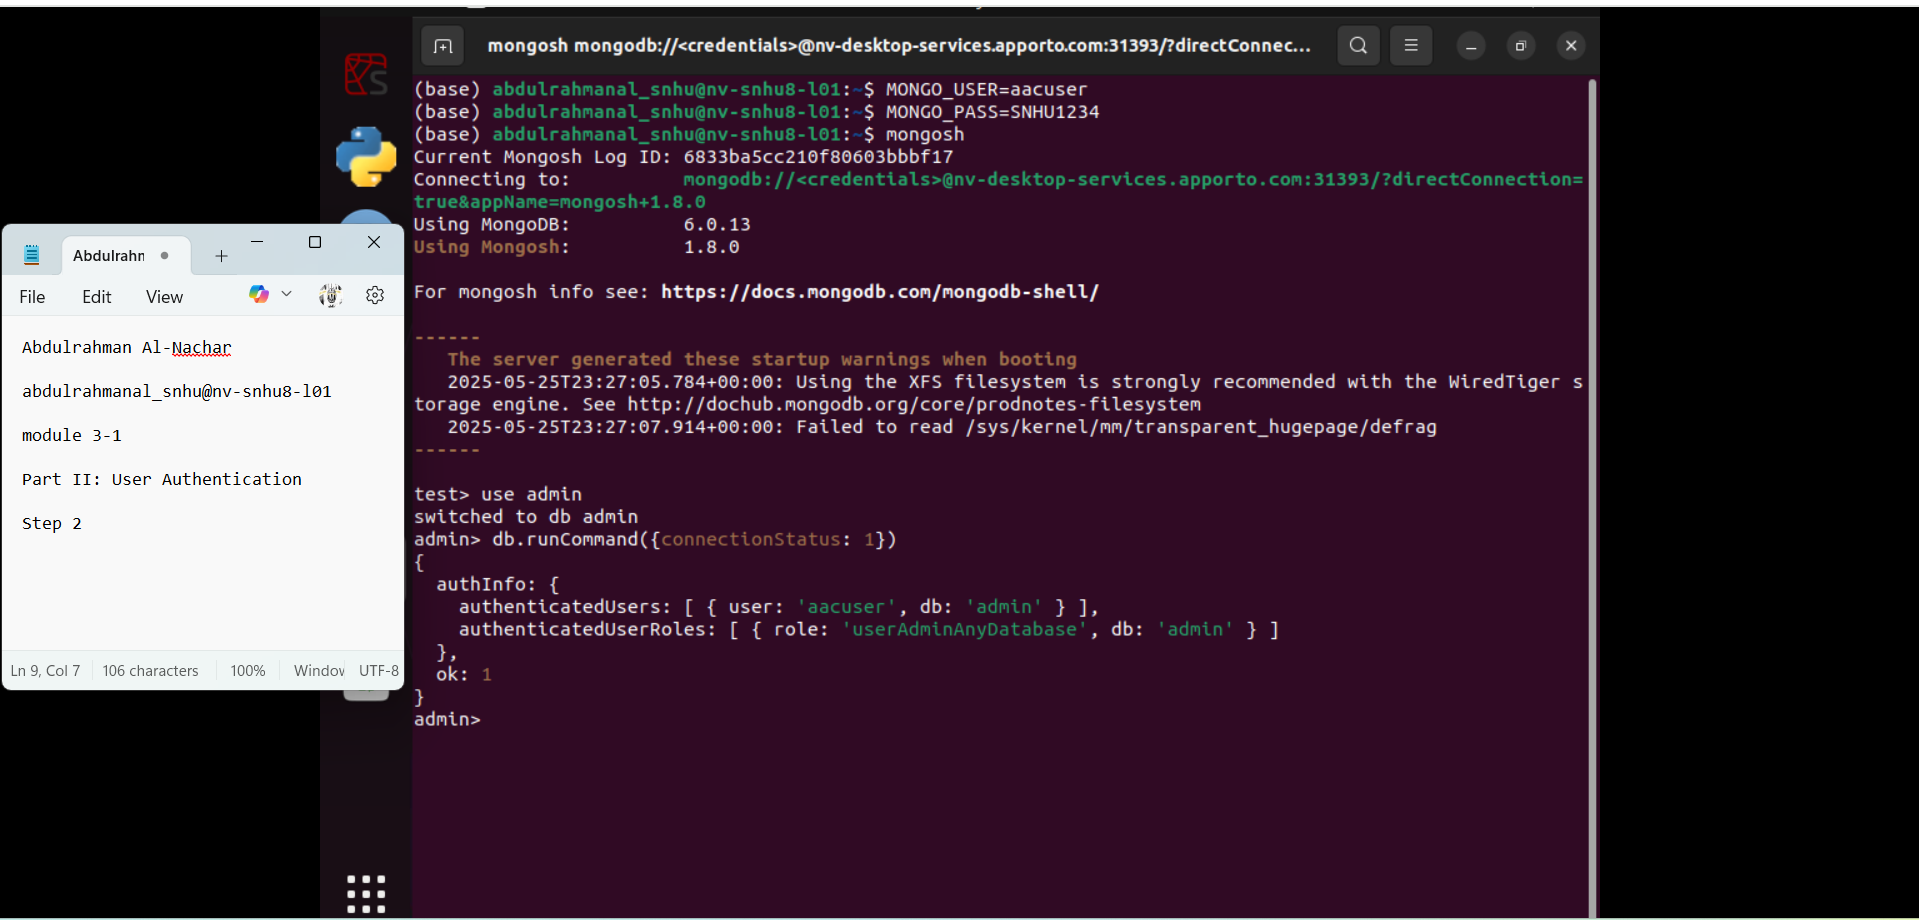 mongosh mongodb://<credentials>@nv-desktop-services.apporto.com:31393/?directConnec...
(base) abdulrahmanal_snhu@nv-snhu8-l01:~$ MONGO_USER=aacuser
(base) abdulrahmanal_snhu@nv-snhu8-l01:~$ MONGO_PASS=SNHU1234
(base) abdulrahmanal_snhu@nv-snhu8-l01:~$ mongosh
Current Mongosh Log ID: 6833ba5cc210f80603bbbf17
Connecting to: mongodb://<credentials>@nv-desktop-services.apporto.com:31393/?directConnection=
true&appName=mongosh+1.8.0
Using MongoDB: 6.0.13
Using Mongosh: 1.8.0
For mongosh info see: https://docs.mongodb.com/mongodb-shell/
------
The server generated these startup warnings when booting
2025-05-25T23:27:05.784+00:00: Using the XFS filesystem is strongly recommended with the WiredTiger s
torage engine. See http://dochub.mongodb.org/core/prodnotes-filesystem
2025-05-25T23:27:07.914+00:00: Failed to read /sys/kernel/mm/transparent_hugepage/defrag
------
test> use admin
switched to db admin
admin> db.runCommand({connectionStatus: 1})
{
authInfo: {
authenticatedUsers: [ { user: 'aacuser', db: 'admin' } ],
authenticatedUserRoles: [ { role: 'userAdminAnyDatabase', db: 'admin' } ]
},
ok: 1
}
admin>
Abdulrahn
File Edit View
Abdulrahman Al-Nachar
abdulrahmanal_snhu@nv-snhu8-l01
module 3-1
Part II: User Authentication
Step 2
Ln 9, Col 7 106 characters 100% Window UTF-8